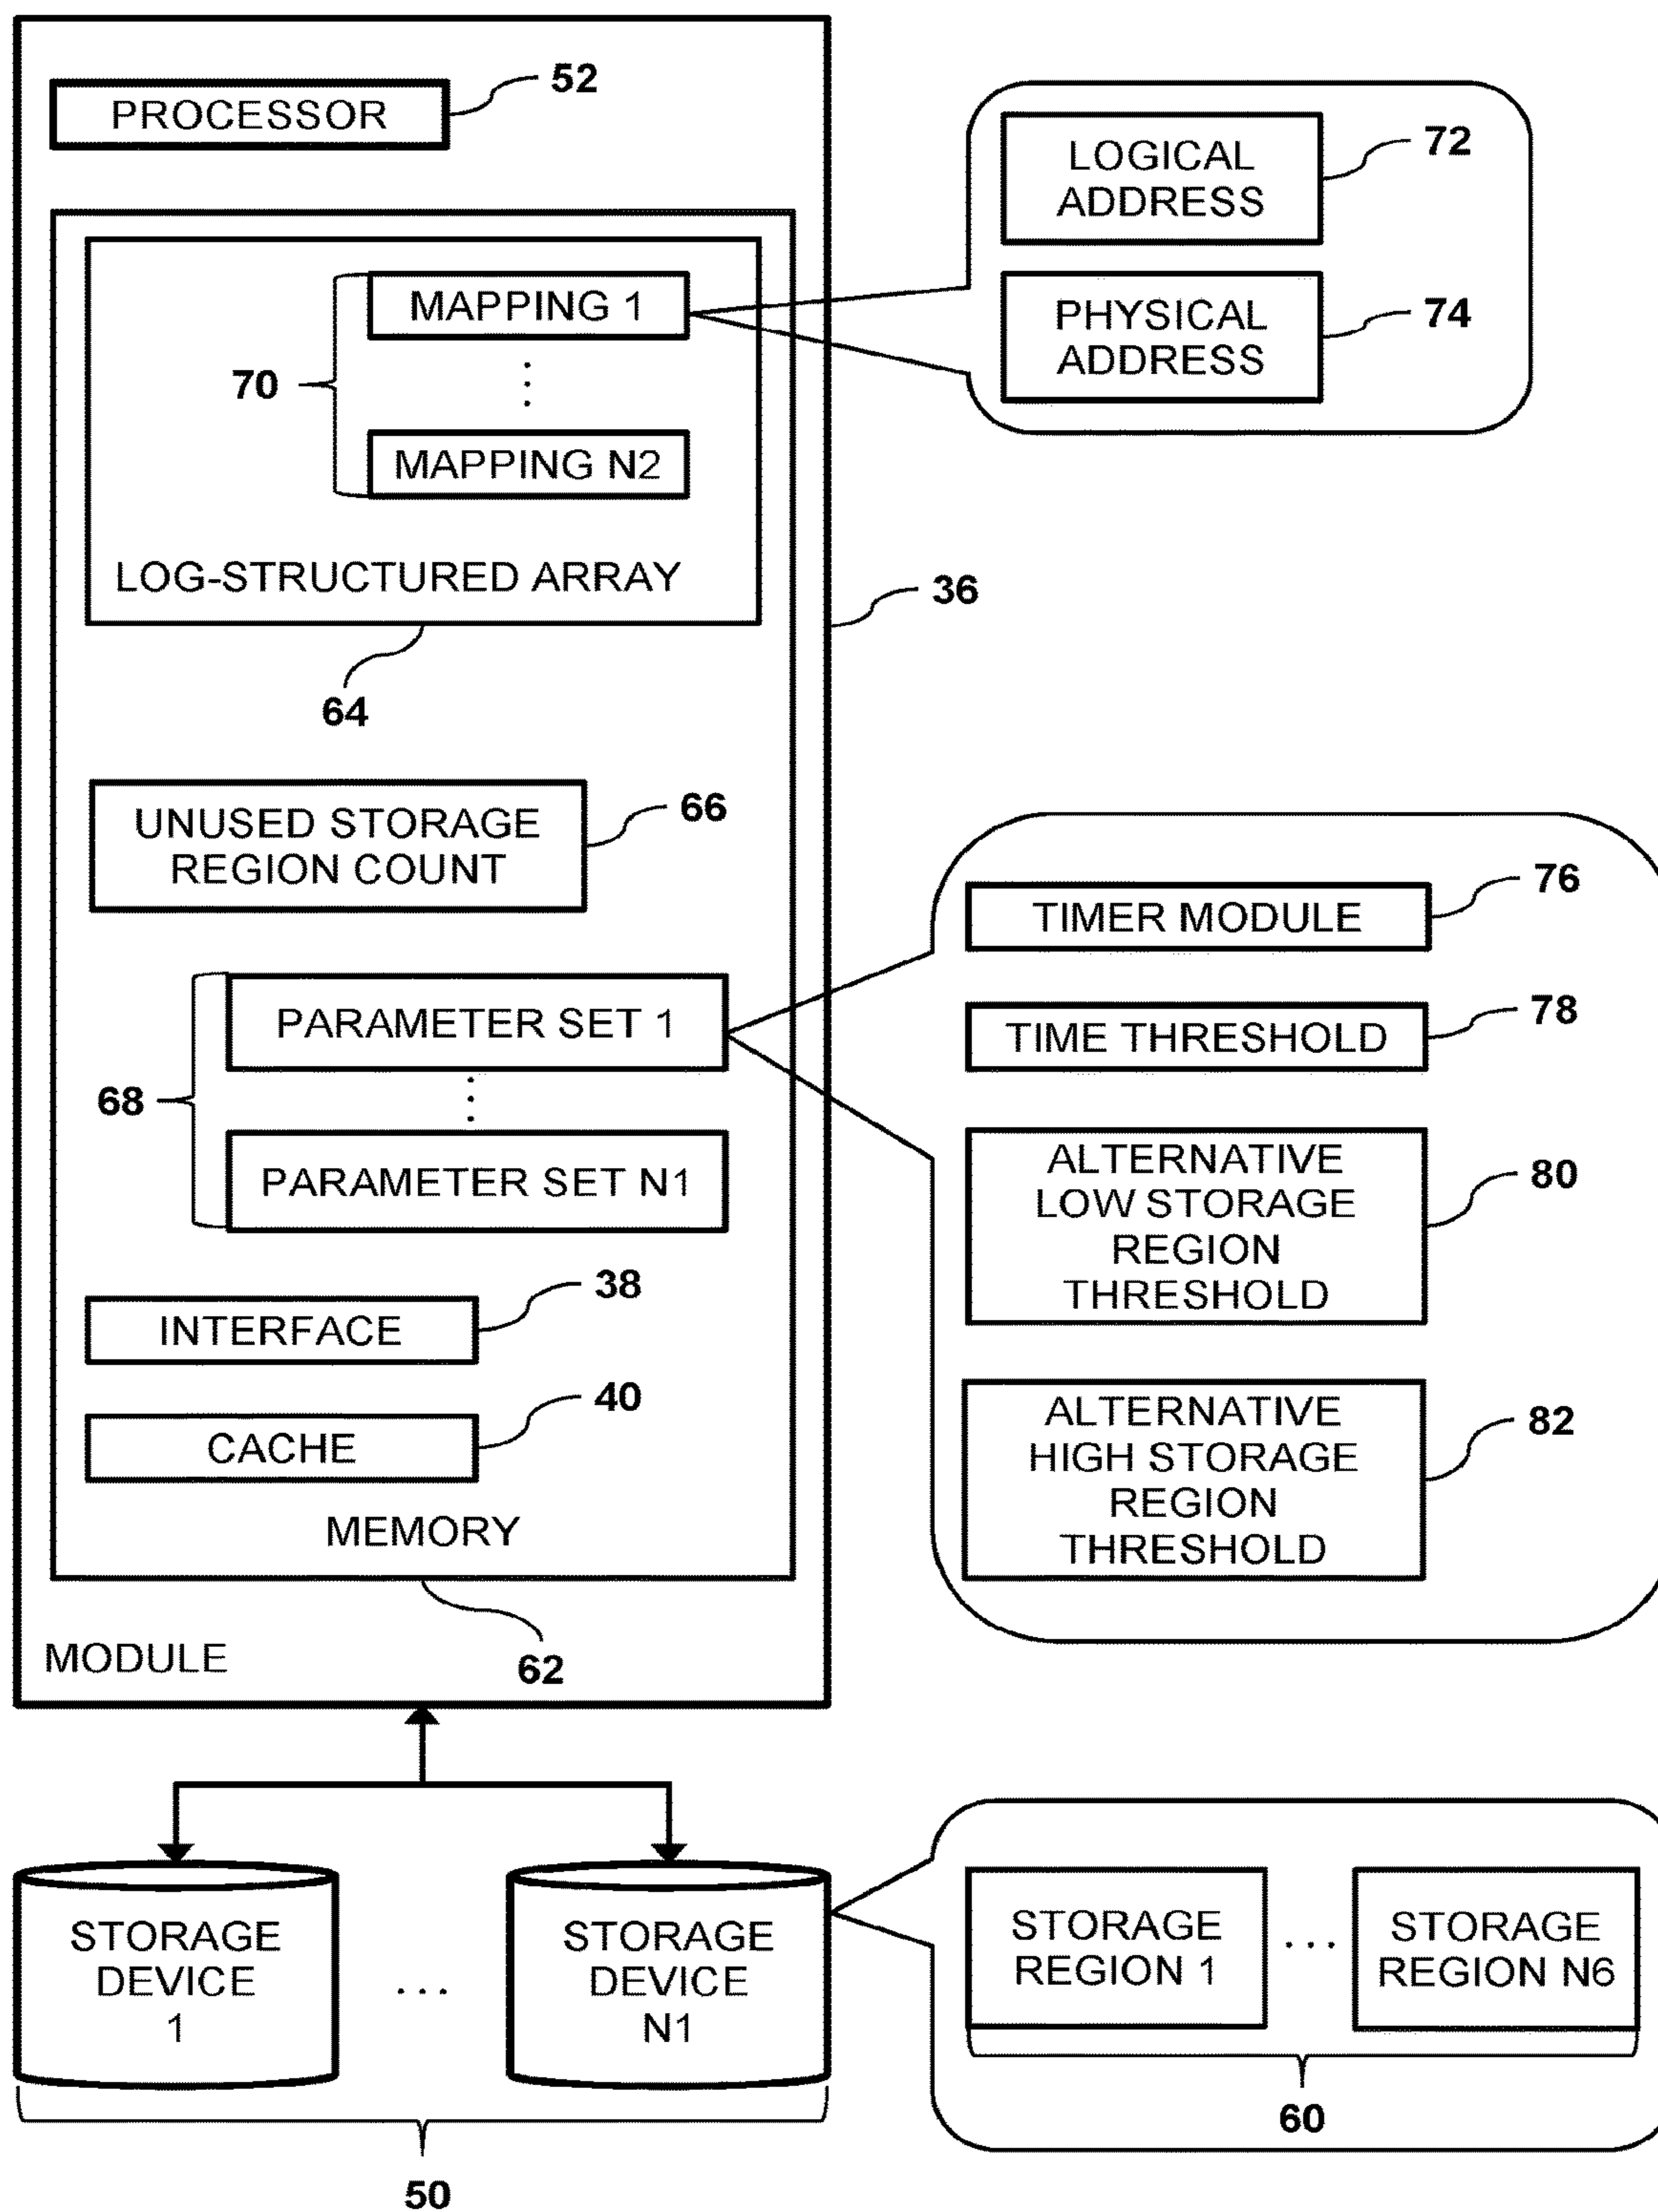 PROCESSOR
52
LOGICAL
ADDRESS
72
PHYSICAL
ADDRESS
74
MAPPING 1
⋮
MAPPING N2
70
LOG-STRUCTURED ARRAY
64
36
UNUSED STORAGE
REGION COUNT
66
PARAMETER SET 1
⋮
PARAMETER SET N1
68
TIMER MODULE
76
TIME THRESHOLD
78
ALTERNATIVE
LOW STORAGE
REGION
THRESHOLD
80
ALTERNATIVE
HIGH STORAGE
REGION
THRESHOLD
82
INTERFACE
38
CACHE
40
MEMORY
62
MODULE
STORAGE
DEVICE
1
...
STORAGE
DEVICE
N1
50
STORAGE
REGION 1
...
STORAGE
REGION N6
60